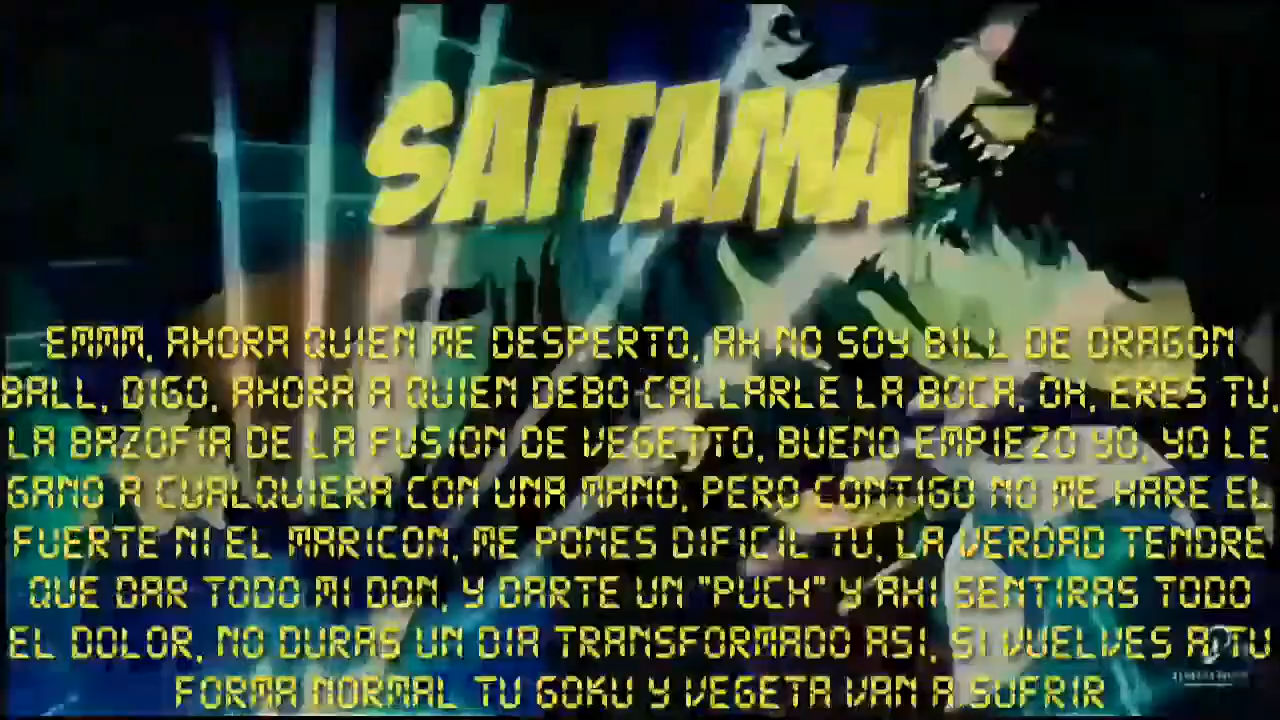 SAITAMA
EMMM, AHORA QUIEN ME DESPERTO, AH NO SOY BILL DE DRAGON
BALL, DIGO, AHORA A QUIEN DEBO CALLARLE LA BOCA, OH, ERES TU,
LA BAZOFIA DE LA FUSION DE VEGETTO, BUENO EMPIEZO YO, YO LE
GANO A CUALQUIERA CON UNA MANO, PERO CONTIGO NO ME HARE EL
FUERTE NI EL MARICON, ME PONES DIFICIL TU, LA VERDAD TENDRE
QUE DAR TODO MI DON, Y DARTE UN "PUCH" Y AHI SENTIRAS TODO
EL DOLOR, NO DURAS UN DIA TRANSFORMADO ASI, SI VUELVES A TU
FORMA NORMAL TU GOKU Y VEGETA VAN A SUFRIR